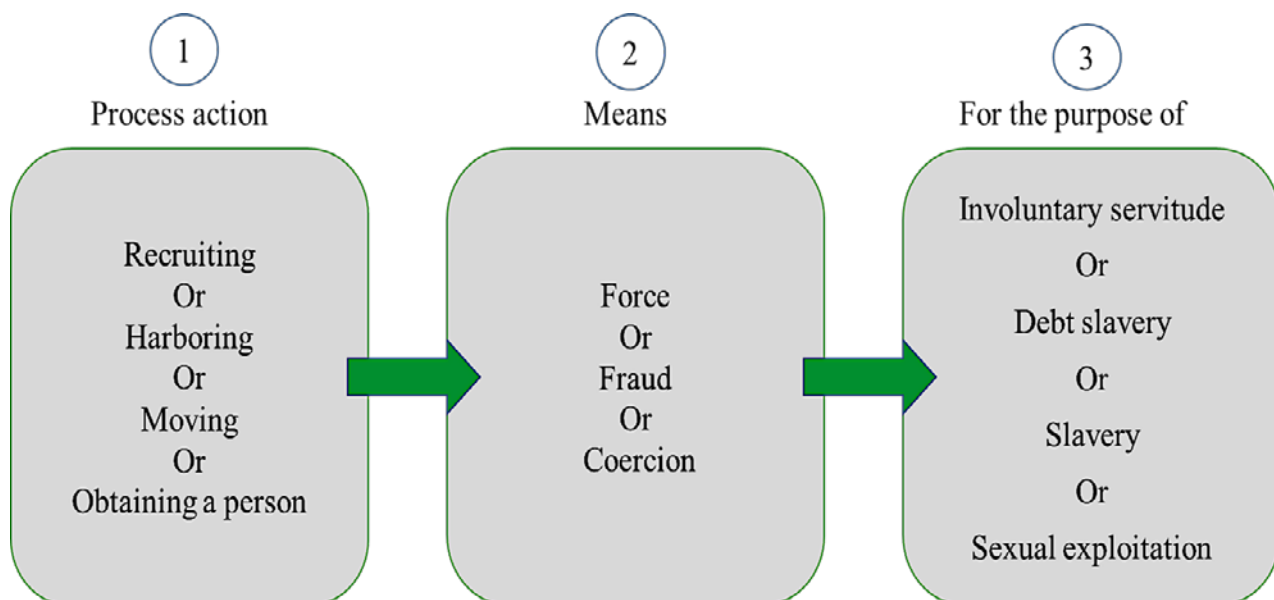 1
Process action
Recruiting
Or
Harboring
Or
Moving
Or
Obtaining a person
2
Means
Force
Or
Fraud
Or
Coercion
3
For the purpose of
Involuntary servitude
Or
Debt slavery
Or
Slavery
Or
Sexual exploitation